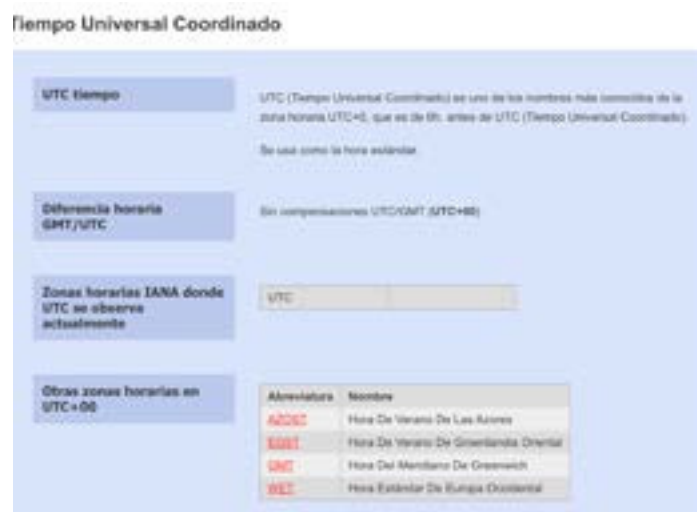 Tiempo Universal Coordinado
UTC tiempo
UTC (Tiempo Universal Coordinado) es uno de los nombres más conocidos de la
zona horaria UTC+0, que es de 0h. antes de UTC (Tiempo Universal Coordinado).
Se usa como la hora estándar.
Diferencia horaria
GMT/UTC
Sin compensaciones UTC/GMT (UTC+00)
Zonas horarias IANA donde
UTC se observa
actualmente
UTC
Otras zonas horarias en
UTC+00
Abreviatura Nombre
AZOST Hora De Verano De Las Azores
EGST Hora De Verano De Groenlandia Oriental
GMT Hora Del Meridiano De Greenwich
WET Hora Estándar De Europa Occidental